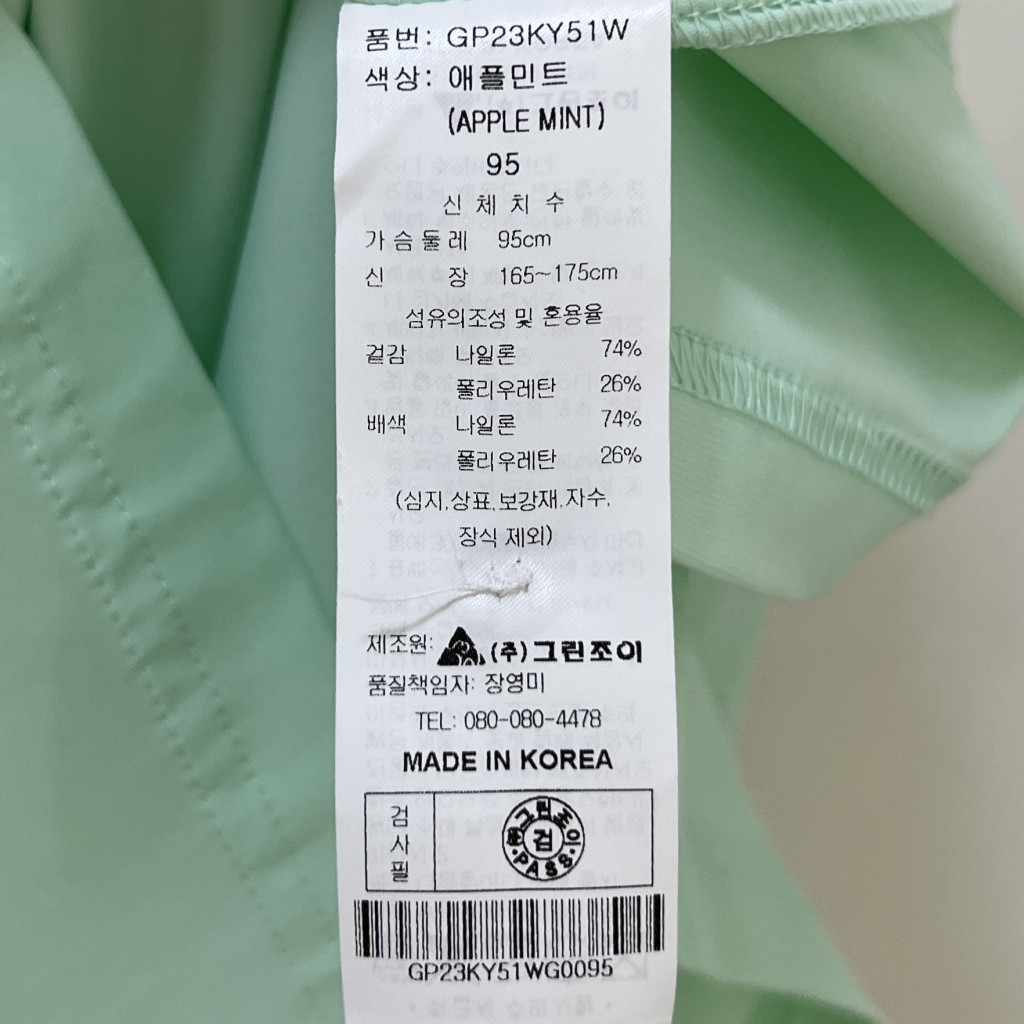 품번: GP23KY51W
색상: 애플민트
(APPLE MINT)
95
신 체 치 수
가슴둘레 95cm
신 장 165~175cm
섬유의조성 및 혼용율
겉감 나일론 74%
폴리우레탄 26%
배색 나일론 74%
폴리우레탄 26%
(심지,상표,보강재,자수,
장식 제외)
제조원: (주)그린조이
품질책임자: 장영미
TEL: 080-080-4478
MADE IN KOREA
검사필
그린조이
검
PASS
GP23KY51WG0095